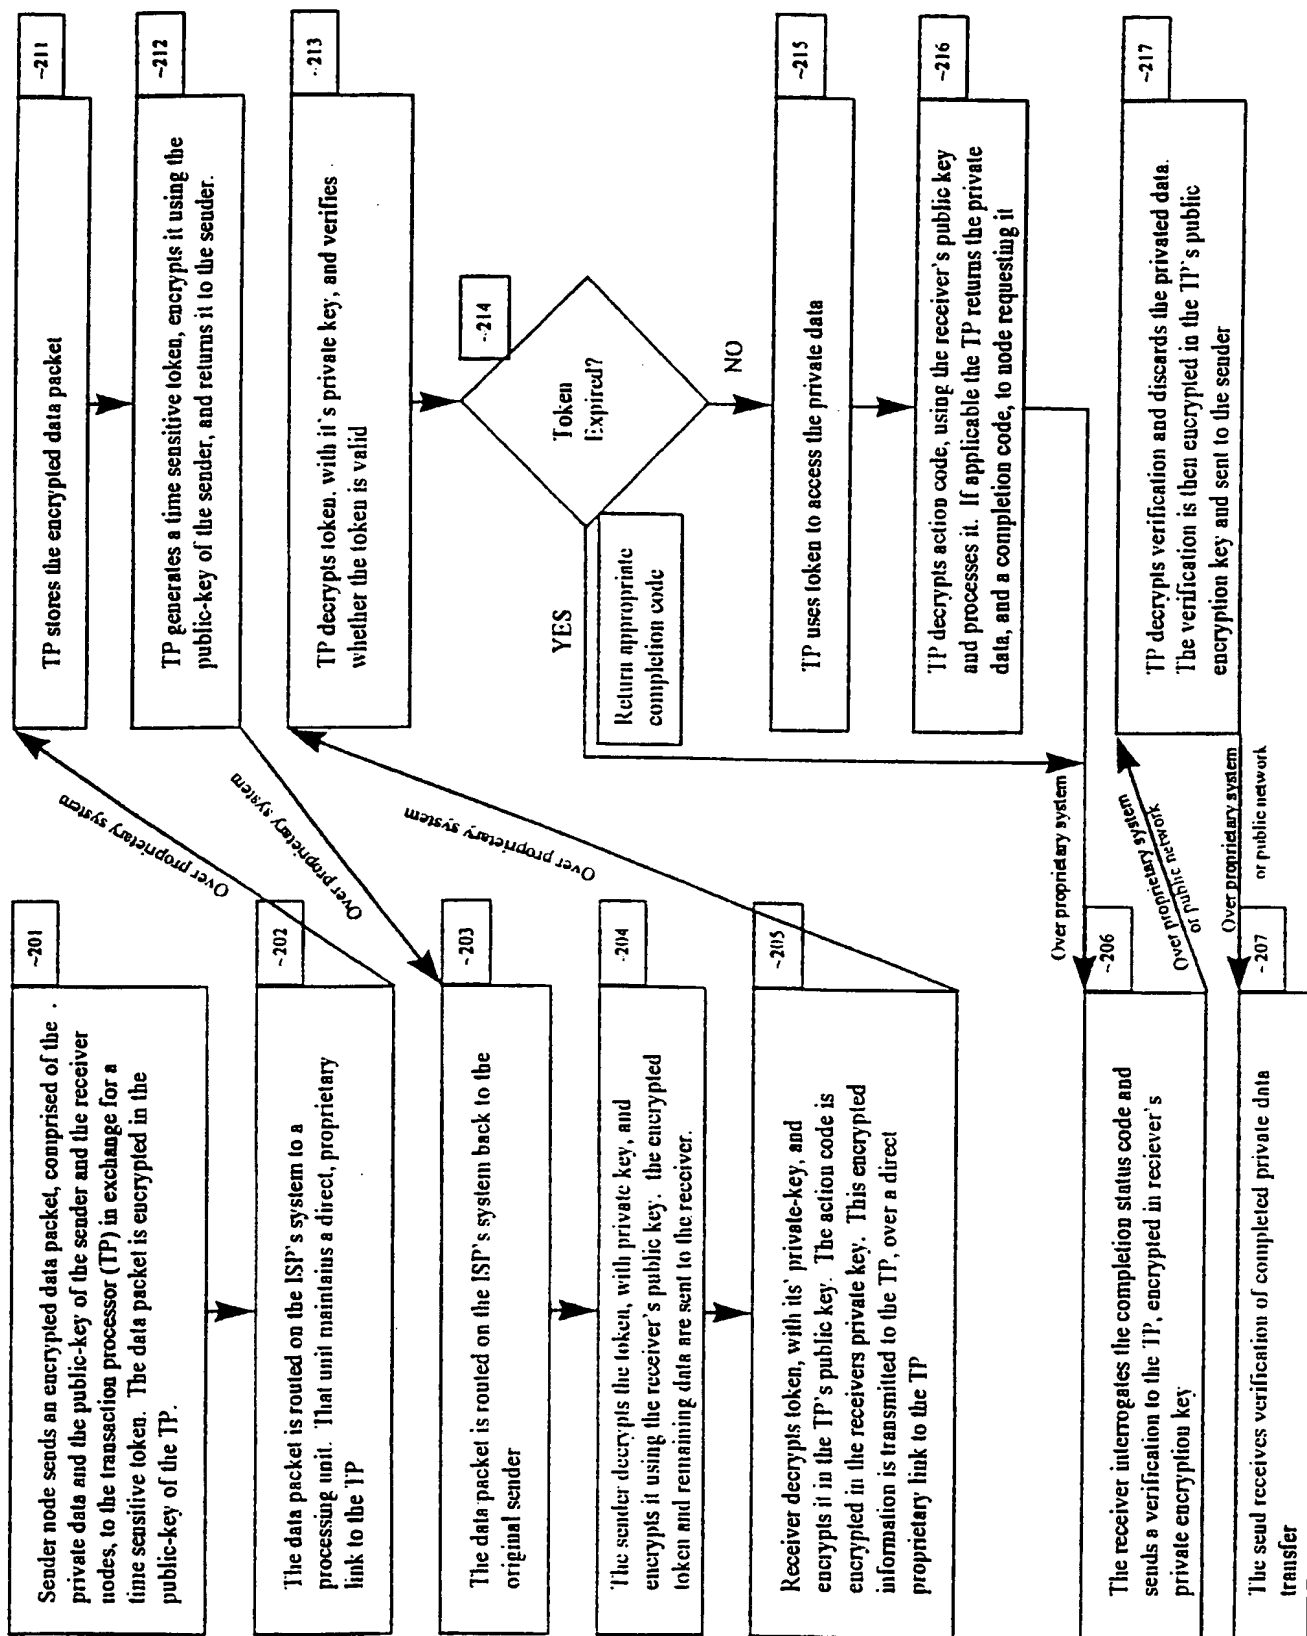 ~201
Sender node sends an encrypted data packet, comprised of the
private data and the public-key of the sender and the receiver
nodes, to the transaction processor (TP) in exchange for a
time sensitive token. The data packet is encrypted in the
public-key of the TP.
~202
The data packet is routed on the ISP's system to a
processing unit. That unit maintains a direct, proprietary
link to the TP
~203
The data packet is routed on the ISP's system back to the
original sender
~204
The sender decrypts the token, with private key, and
encrypts it using the receiver's public key. the encrypted
token and remaining data are sent to the receiver.
~205
Receiver decrypts token, with its' private-key, and
encrypts it in the TP's public key. The action code is
encrypted in the receivers private key. This encrypted
information is transmitted to the TP, over a direct
proprietary link to the TP
~206
The receiver interrogates the completion status code and
sends a verification to the TP, encrypted in reciever's
private encryption key
~207
The send receives verification of completed private data
transfer
Over proprietary system
Over proprietary system
Over proprietary system
Over proprietary system
Over proprietary system
or public network
Over proprietary system
or public network
~211
TP stores the encrypted data packet
~212
TP generates a time sensitive token, encrypts it using the
public-key of the sender, and returns it to the sender.
~213
TP decrypts token, with it's private key, and verifies
whether the token is valid
~214
Token
Expired?
YES
NO
Return appropriate
completion code
~215
TP uses token to access the private data
~216
TP decrypts action code, using the receiver's public key
and processes it. If applicable the TP returns the private
data, and a completion code, to node requesting it
~217
TP decrypts verification and discards the privated data.
The verification is then encrypted in the TP's public
encryption key and sent to the sender